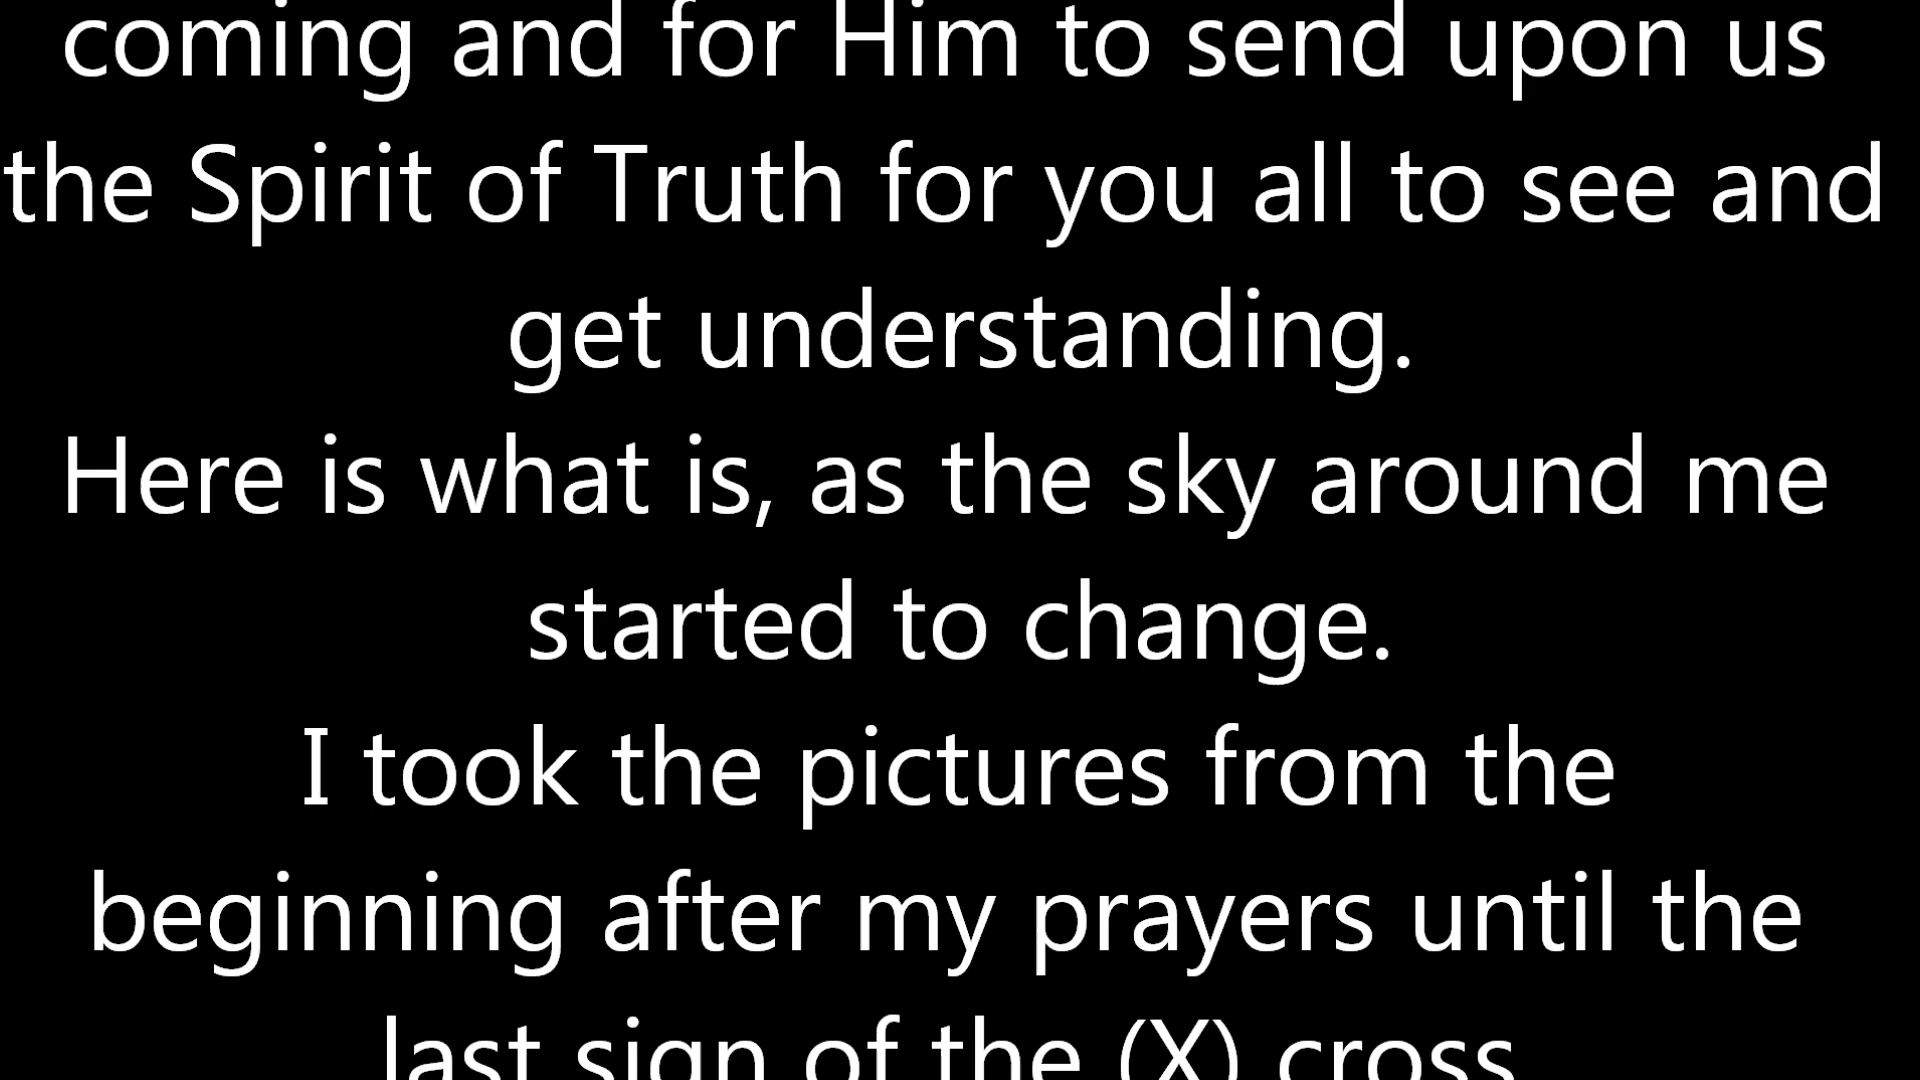 coming and for Him to send upon us
the Spirit of Truth for you all to see and
get understanding.
Here is what is, as the sky around me
started to change.
I took the pictures from the
beginning after my prayers until the
last sign of the (X) cross